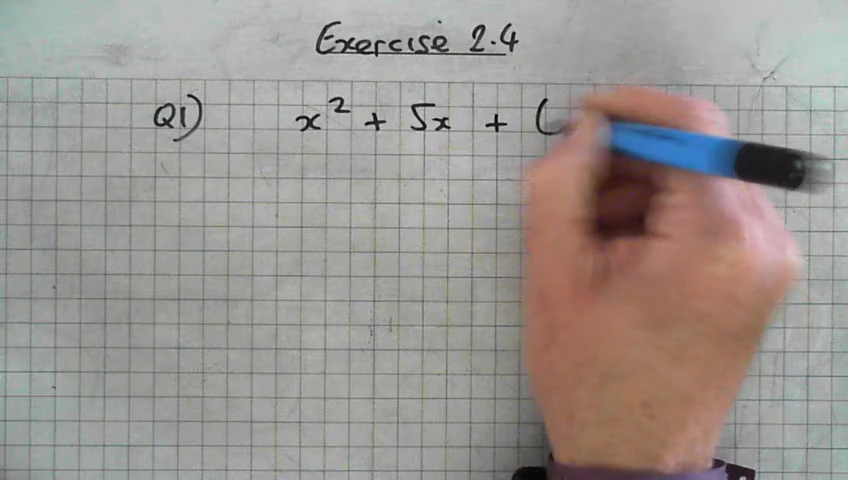 Exercise 2.4
Q1) x² + 5x + (